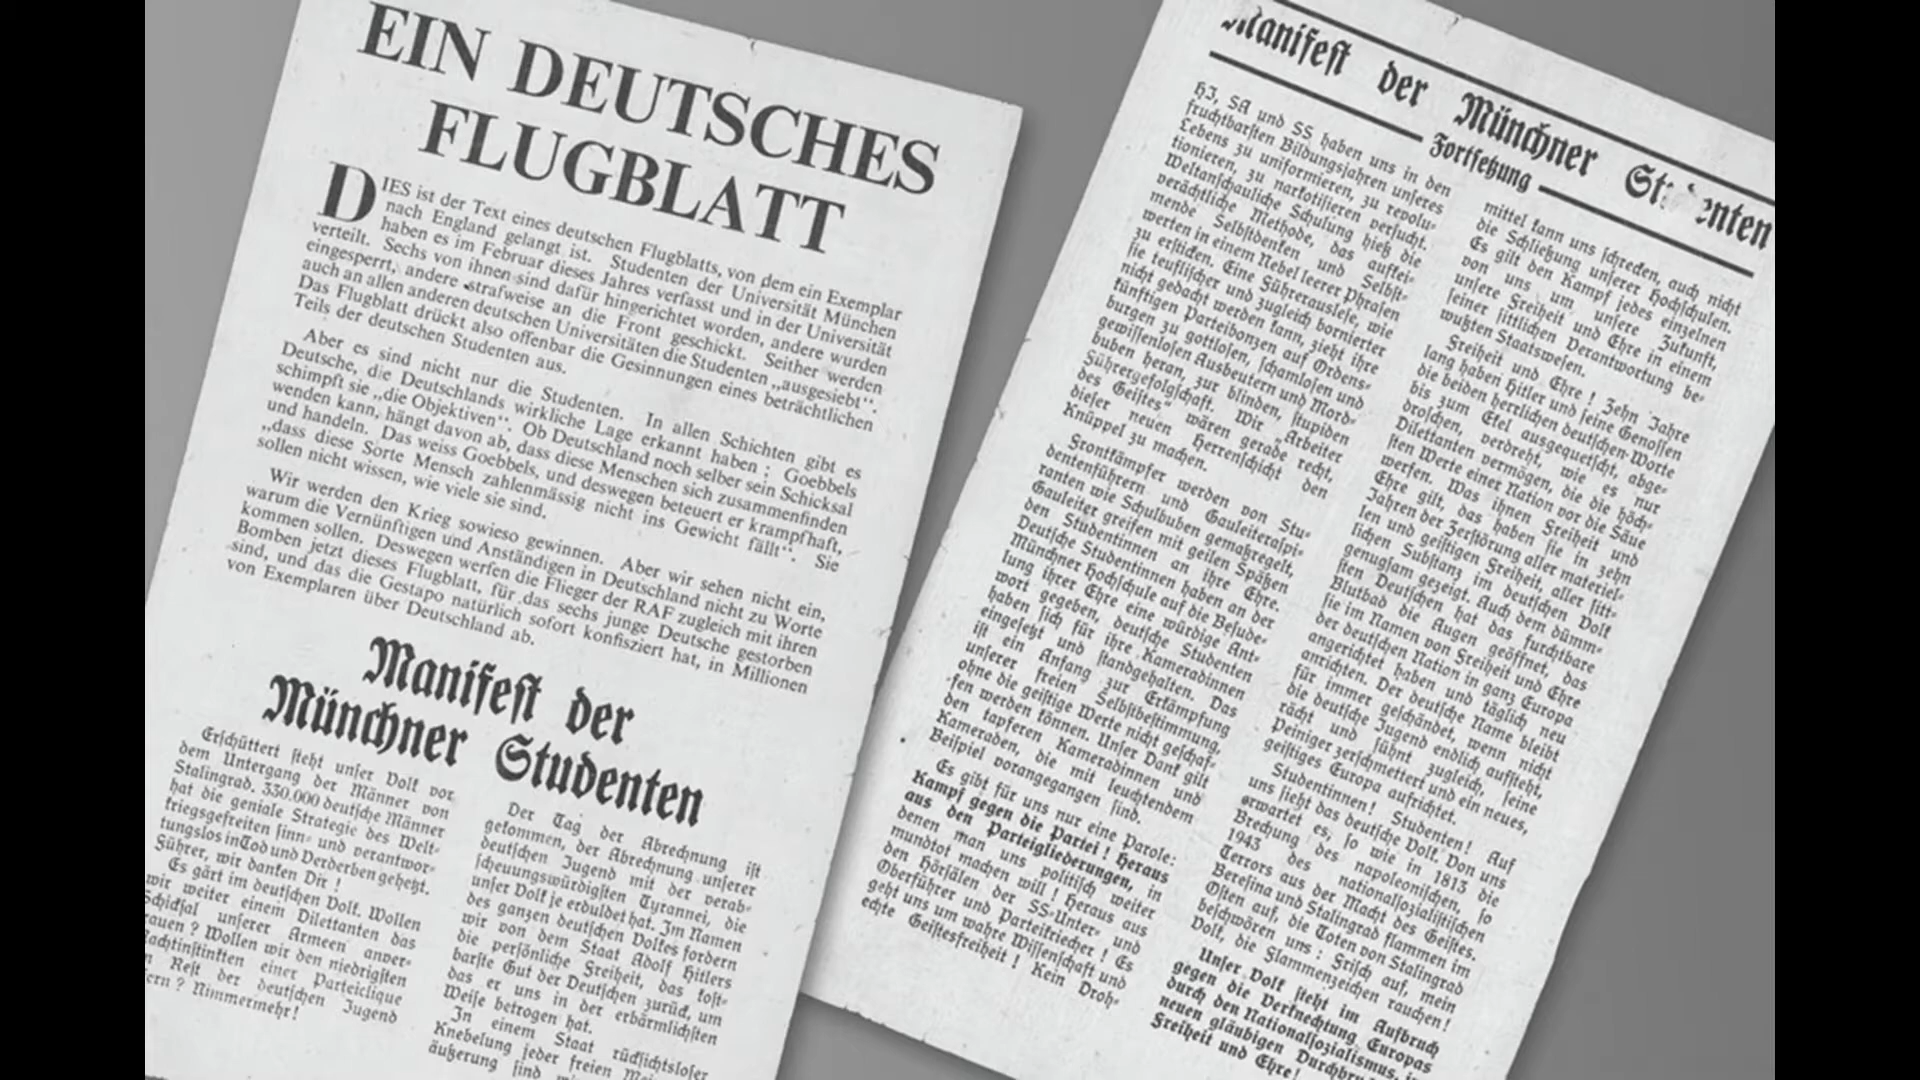 EIN DEUTSCHES
FLUGBLATT
DIES ist der Text eines deutschen Flugblatts, von dem ein Exemplar
nach England gelangt ist. Studenten der Universität München
haben es im Februar dieses Jahres verfasst und in der Universität
verteilt. Sechs von ihnen sind dafür hingerichtet worden, andere wurden
eingesperrt, andere strafweise an die Front geschickt. Seither werden
auch an allen anderen deutschen Universitäten die Studenten „ausgesiebt“.
Das Flugblatt drückt also offenbar die Gesinnungen eines beträchtlichen
Teils der deutschen Studenten aus.
Aber es sind nicht nur die Studenten. In allen Schichten gibt es
Deutsche, die Deutschlands wirkliche Lage erkannt haben ; Goebbels
schimpft sie „die Objektiven“. Ob Deutschland noch selber sein Schicksal
wenden kann, hängt davon ab, dass diese Menschen sich zusammenfinden
und handeln. Das weiss Goebbels, und deswegen beteuert er krampfhaft,
„dass diese Sorte Mensch zahlenmässig nicht ins Gewicht fällt“. Sie
sollen nicht wissen, wie viele sie sind.
Wir werden den Krieg sowieso gewinnen. Aber wir sehen nicht ein,
warum die Vernünftigen und Anständigen in Deutschland nicht zu Worte
kommen sollen. Deswegen werfen die Flieger der RAF zugleich mit ihren
Bomben jetzt dieses Flugblatt, für das sechs junge Deutsche gestorben
sind, und das die Gestapo natürlich sofort konfisziert hat, in Millionen
von Exemplaren über Deutschland ab.
Manifest der
Münchner Studenten
Erschüttert steht unser Volk vor
dem Untergang der Männer von
Stalingrad. 330.000 deutsche Männer
hat die geniale Strategie des Welt-
kriegsgefreiten sinn- und verantwor-
tungslos in Tod und Verderben gehetzt.
Führer, wir danken Dir !
Es gärt im deutschen Volk. Wollen
wir weiter einem Dilettanten das
Schicksal unserer Armeen anver-
rauen ? Wollen wir den niedrigsten
Machtinstinkten einer Parteiclique
n Rest der deutschen Jugend
ern ? Nimmermehr!
Der Tag der Abrechnung ist
gekommen, der Abrechnung unserer
deutschen Jugend mit der verab-
scheuungswürdigsten Tyrannei, die
unser Volk je erduldet hat. Im Namen
des ganzen deutschen Volkes fordern
wir von dem Staat Adolf Hitlers
die persönliche Freiheit, das kost-
barste Gut der Deutschen zurück, um
das er uns in der erbärmlichsten
Weise betrogen hat.
In einem Staat rücksichtsloser
Knebelung jeder freien
äußerung sind
Manifest der Münchner Studenten
Fortsetzung
HJ, SA und SS haben uns in den
fruchtbarsten Bildungsjahren unseres
Lebens zu uniformieren, zu revolu-
tionieren, zu narkotisieren versucht.
Weltanschauliche Schulung hieß die
verächtliche Methode, das aufkei-
mende Selbstdenken und Selbst-
werten in einem Nebel leerer Phrasen
zu ersticken. Eine Führerauslese, wie
sie teuflischer und zugleich bornierter
nicht gedacht werden kann, zieht ihre
künftigen Parteibonzen auf Ordens-
burgen zu gottlosen, schamlosen und
gewissenlosen Ausbeutern und Mord-
buben heran, zur blinden, stupiden
Führergefolgschaft. Wir „Arbeiter
des Geistes“ wären gerade recht,
dieser neuen Herrenschicht den
Knüppel zu machen.
Frontkämpfer werden von Stu-
dentenführern und Gauleiteraspi-
ranten wie Schulbuben gemaßregelt,
Gauleiter greifen mit geilen Späßen
den Studentinnen an ihre Ehre.
Deutsche Studentinnen haben an der
Münchner Hochschule auf die Besude-
lung ihrer Ehre eine würdige Ant-
wort gegeben, deutsche Studenten
haben sich für ihre Kameradinnen
eingesetzt und standgehalten. Das
ist ein Anfang zur Erkämpfung
unserer freien Selbstbestimmung,
ohne die geistige Werte nicht geschaf-
fen werden können. Unser Dank gilt
den tapferen Kameradinnen und
Kameraden, die mit leuchtendem
Beispiel vorangegangen sind.
Es gibt für uns nur eine Parole:
Kampf gegen die Partei ! Heraus
aus den Parteigliederungen, in
denen man uns politisch weiter
mundtot machen will ! Heraus aus
den Hörsälen der SS-Unter- und
Oberführer und Parteikriecher ! Es
geht uns um wahre Wissenschaft und
echte Geistesfreiheit ! Kein Droh-
mittel kann uns schrecken, auch nicht
die Schließung unserer Hochschulen.
Es gilt den Kampf jedes einzelnen
von uns um unsere Zukunft,
unsere Freiheit und Ehre in einem
seiner sittlichen Verantwortung be-
wußten Staatswesen.
Freiheit und Ehre ! Zehn Jahre
lang haben Hitler und seine Genossen
die beiden herrlichen deutschen Worte
bis zum Ekel ausgequetscht, abge-
droschen, verdreht, wie es nur
Dilettanten vermögen, die die höch-
sten Werte einer Nation vor die Säue
werfen. Was ihnen Freiheit und
Ehre gilt, das haben sie in zehn
Jahren der Zerstörung aller materiel-
len und geistigen Freiheit, aller sitt-
lichen Substanz im deutschen Volk
genugsam gezeigt. Auch dem dümm-
sten Deutschen hat das furchtbare
Blutbad die Augen geöffnet, das
sie im Namen von Freiheit und Ehre
der deutschen Nation in ganz Europa
angerichtet haben und täglich neu
anrichten. Der deutsche Name bleibt
für immer geschändet, wenn nicht
die deutsche Jugend endlich aufsteht,
rächt und sühnt zugleich, seine
Peiniger zerschmettert und ein neues,
geistiges Europa aufrichtet.
Studentinnen! Studenten! Auf
uns sieht das deutsche Volk. Von uns
erwartet es, so wie in 1813 die
Brechung des napoleonischen, so
1943 des nationalsozialistischen
Terrors aus der Macht des Geistes.
Beresina und Stalingrad flammen im
Osten auf, die Toten von Stalingrad
beschwören uns : Frisch auf, mein
Volk, die Flammenzeichen rauchen!
Unser Volk steht im Aufbruch
gegen die Verknechtung Europas
durch den Nationalsozialismus, i
neuen gläubigen Durchbru
Freiheit und Ehre!